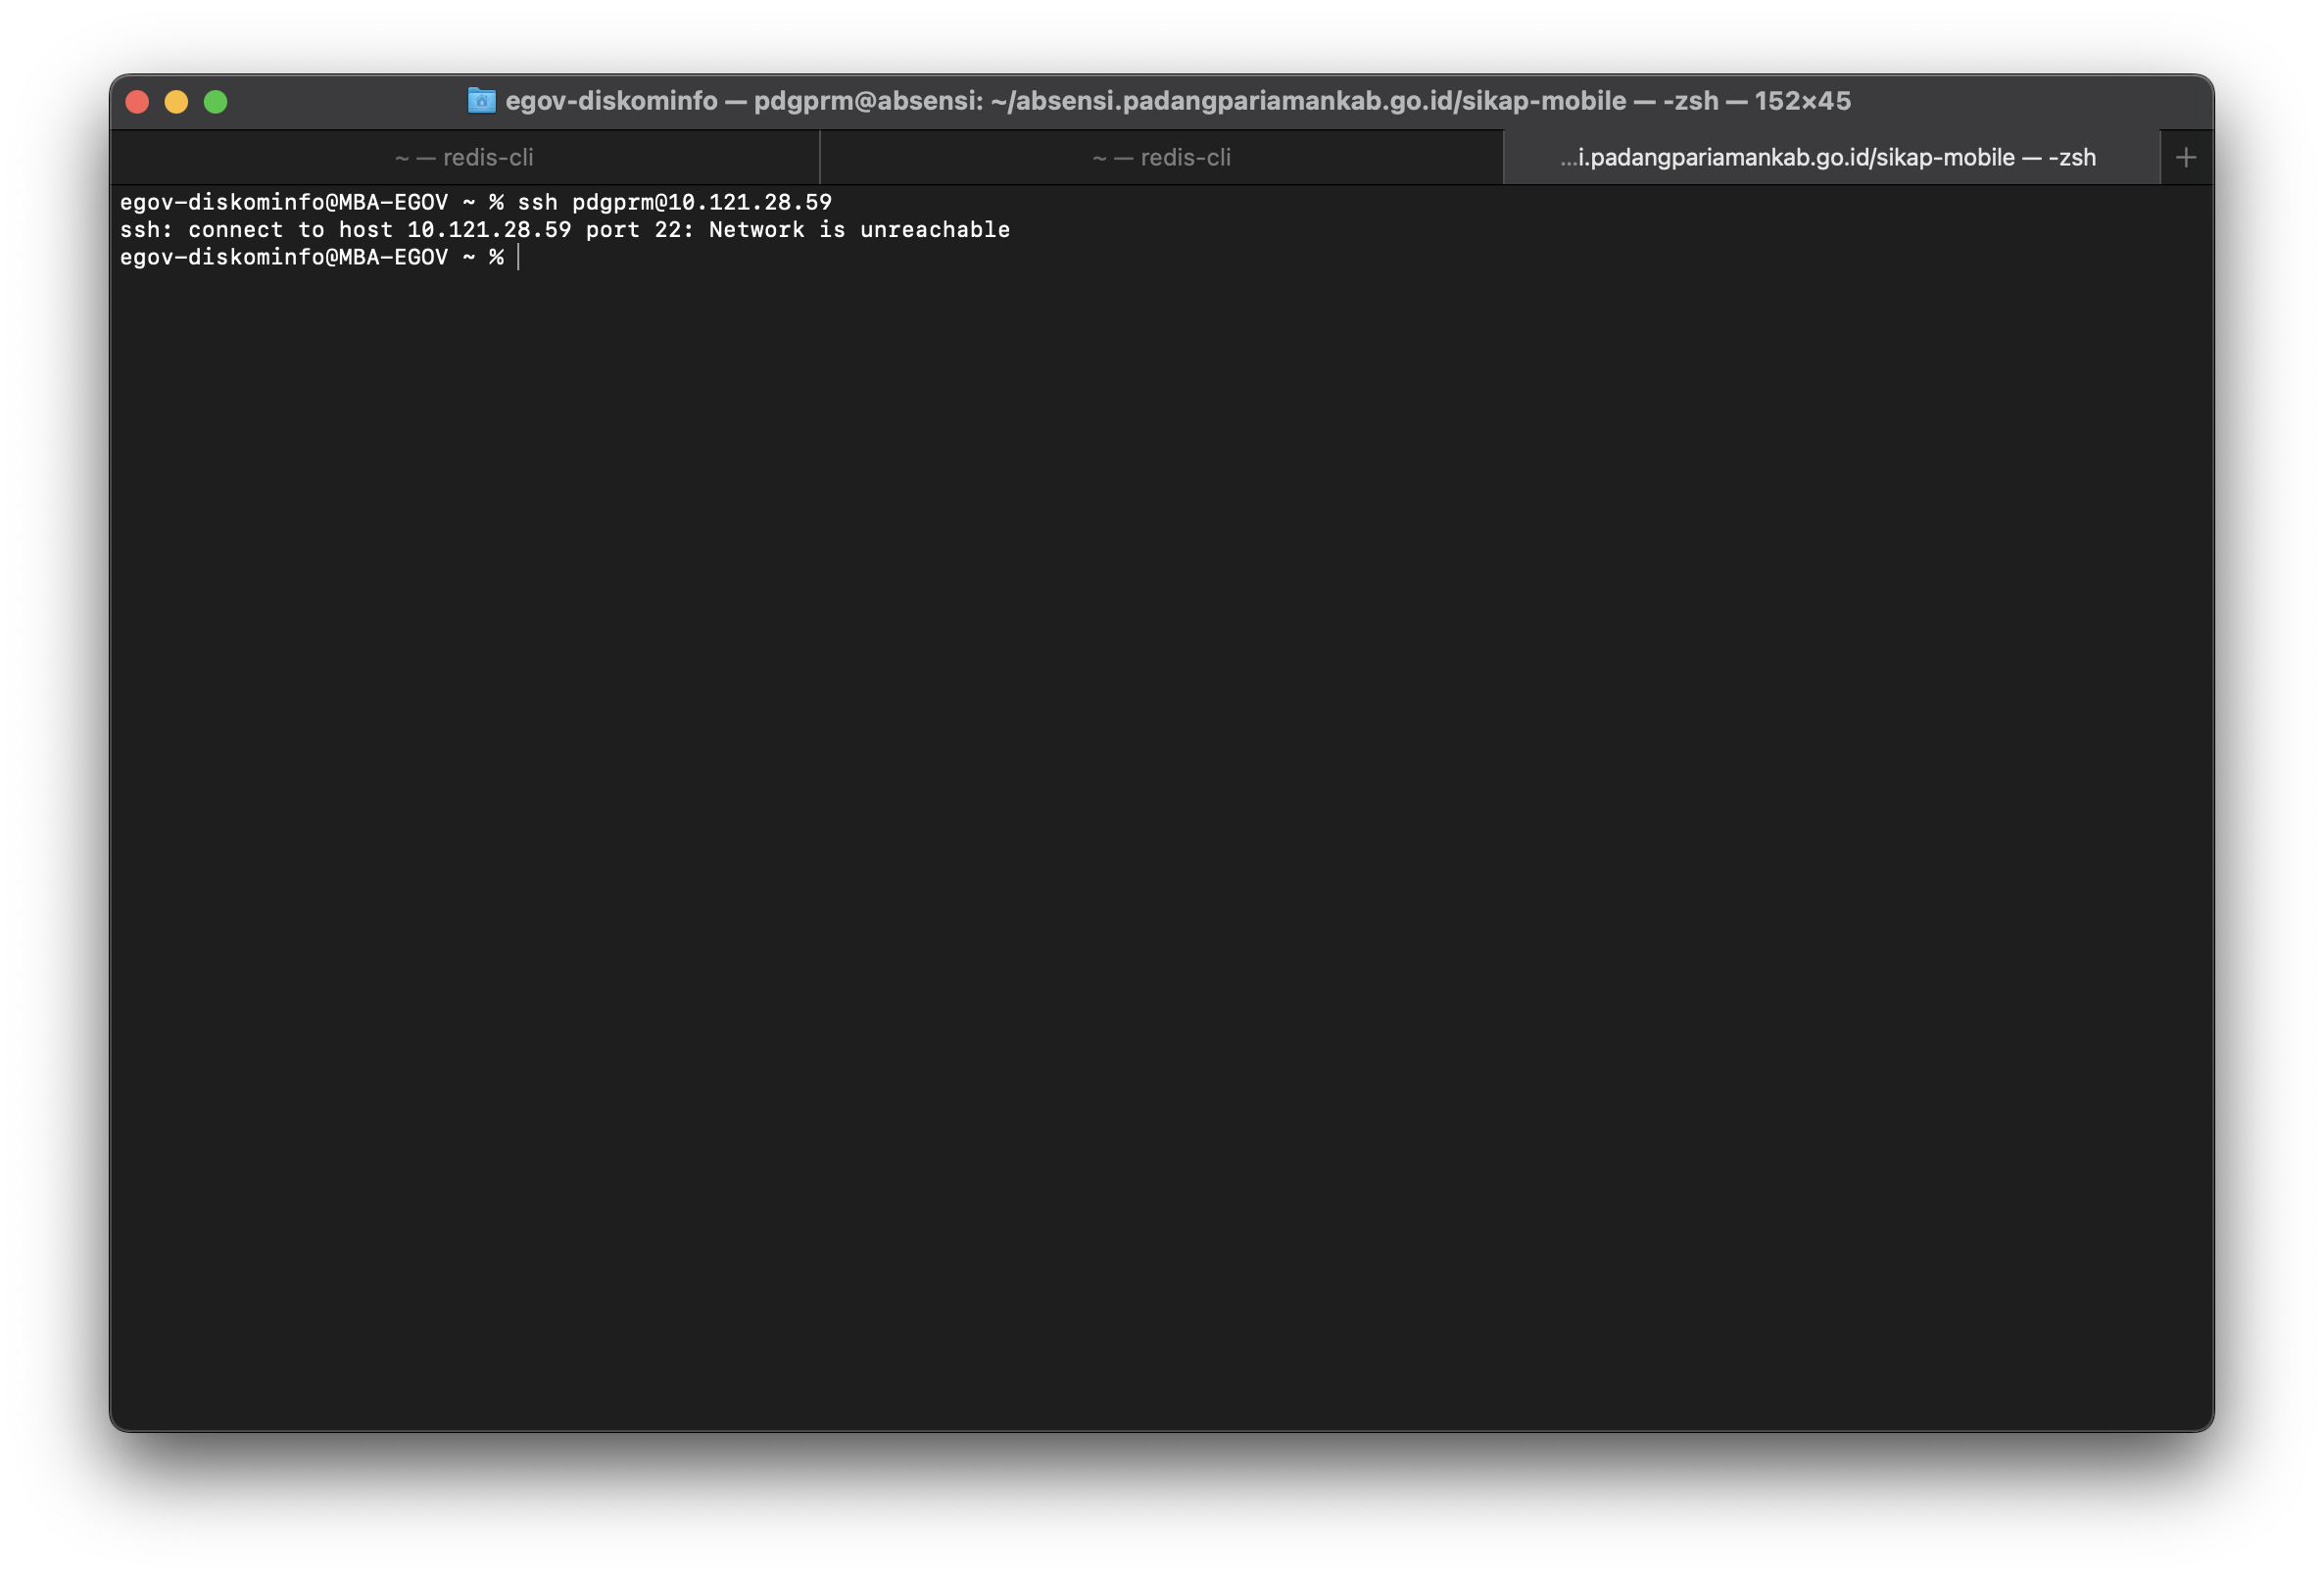 egov-diskominfo — pdgprm@absensi: ~/absensi.padangpariamankab.go.id/sikap-mobile — -zsh — 152×45
~ — redis-cli
~ — redis-cli
...i.padangpariamankab.go.id/sikap-mobile — -zsh
egov-diskominfo@MBA-EGOV ~ % ssh pdgprm@10.121.28.59
ssh: connect to host 10.121.28.59 port 22: Network is unreachable
egov-diskominfo@MBA-EGOV ~ %